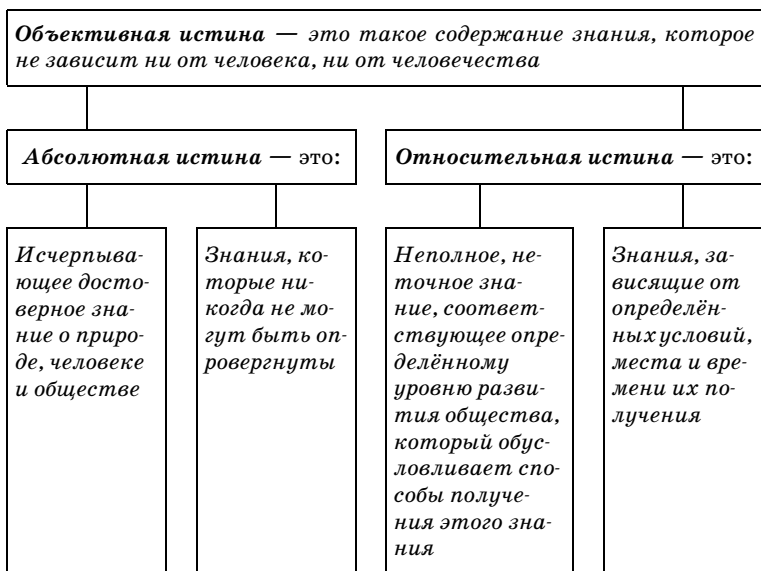 Объективная истина — это такое содержание знания, которое
не зависит ни от человека, ни от человечества
Абсолютная истина — это:
Относительная истина — это:
Исчерпыва-
ющее досто-
верное зна-
ние о приро-
де, человеке
и обществе
Знания, ко-
торые ни-
когда не мо-
гут быть оп-
ровергнуты
Неполное, не-
точное зна-
ние, соответ-
ствующее опре-
делённому
уровню разви-
тия общества,
который обус-
ловливает спо-
собы получе-
ния этого зна-
ния
Знания, за-
висящие от
определён-
ных условий,
места и вре-
мени их по-
лучения